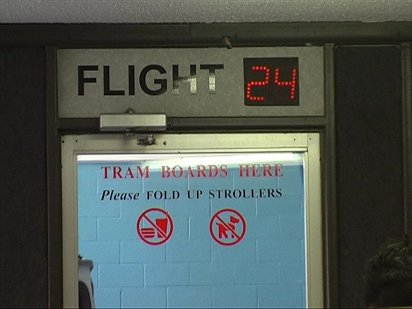 FLIGHT 24
TRAM BOARDS HERE
Please FOLD UP STROLLERS